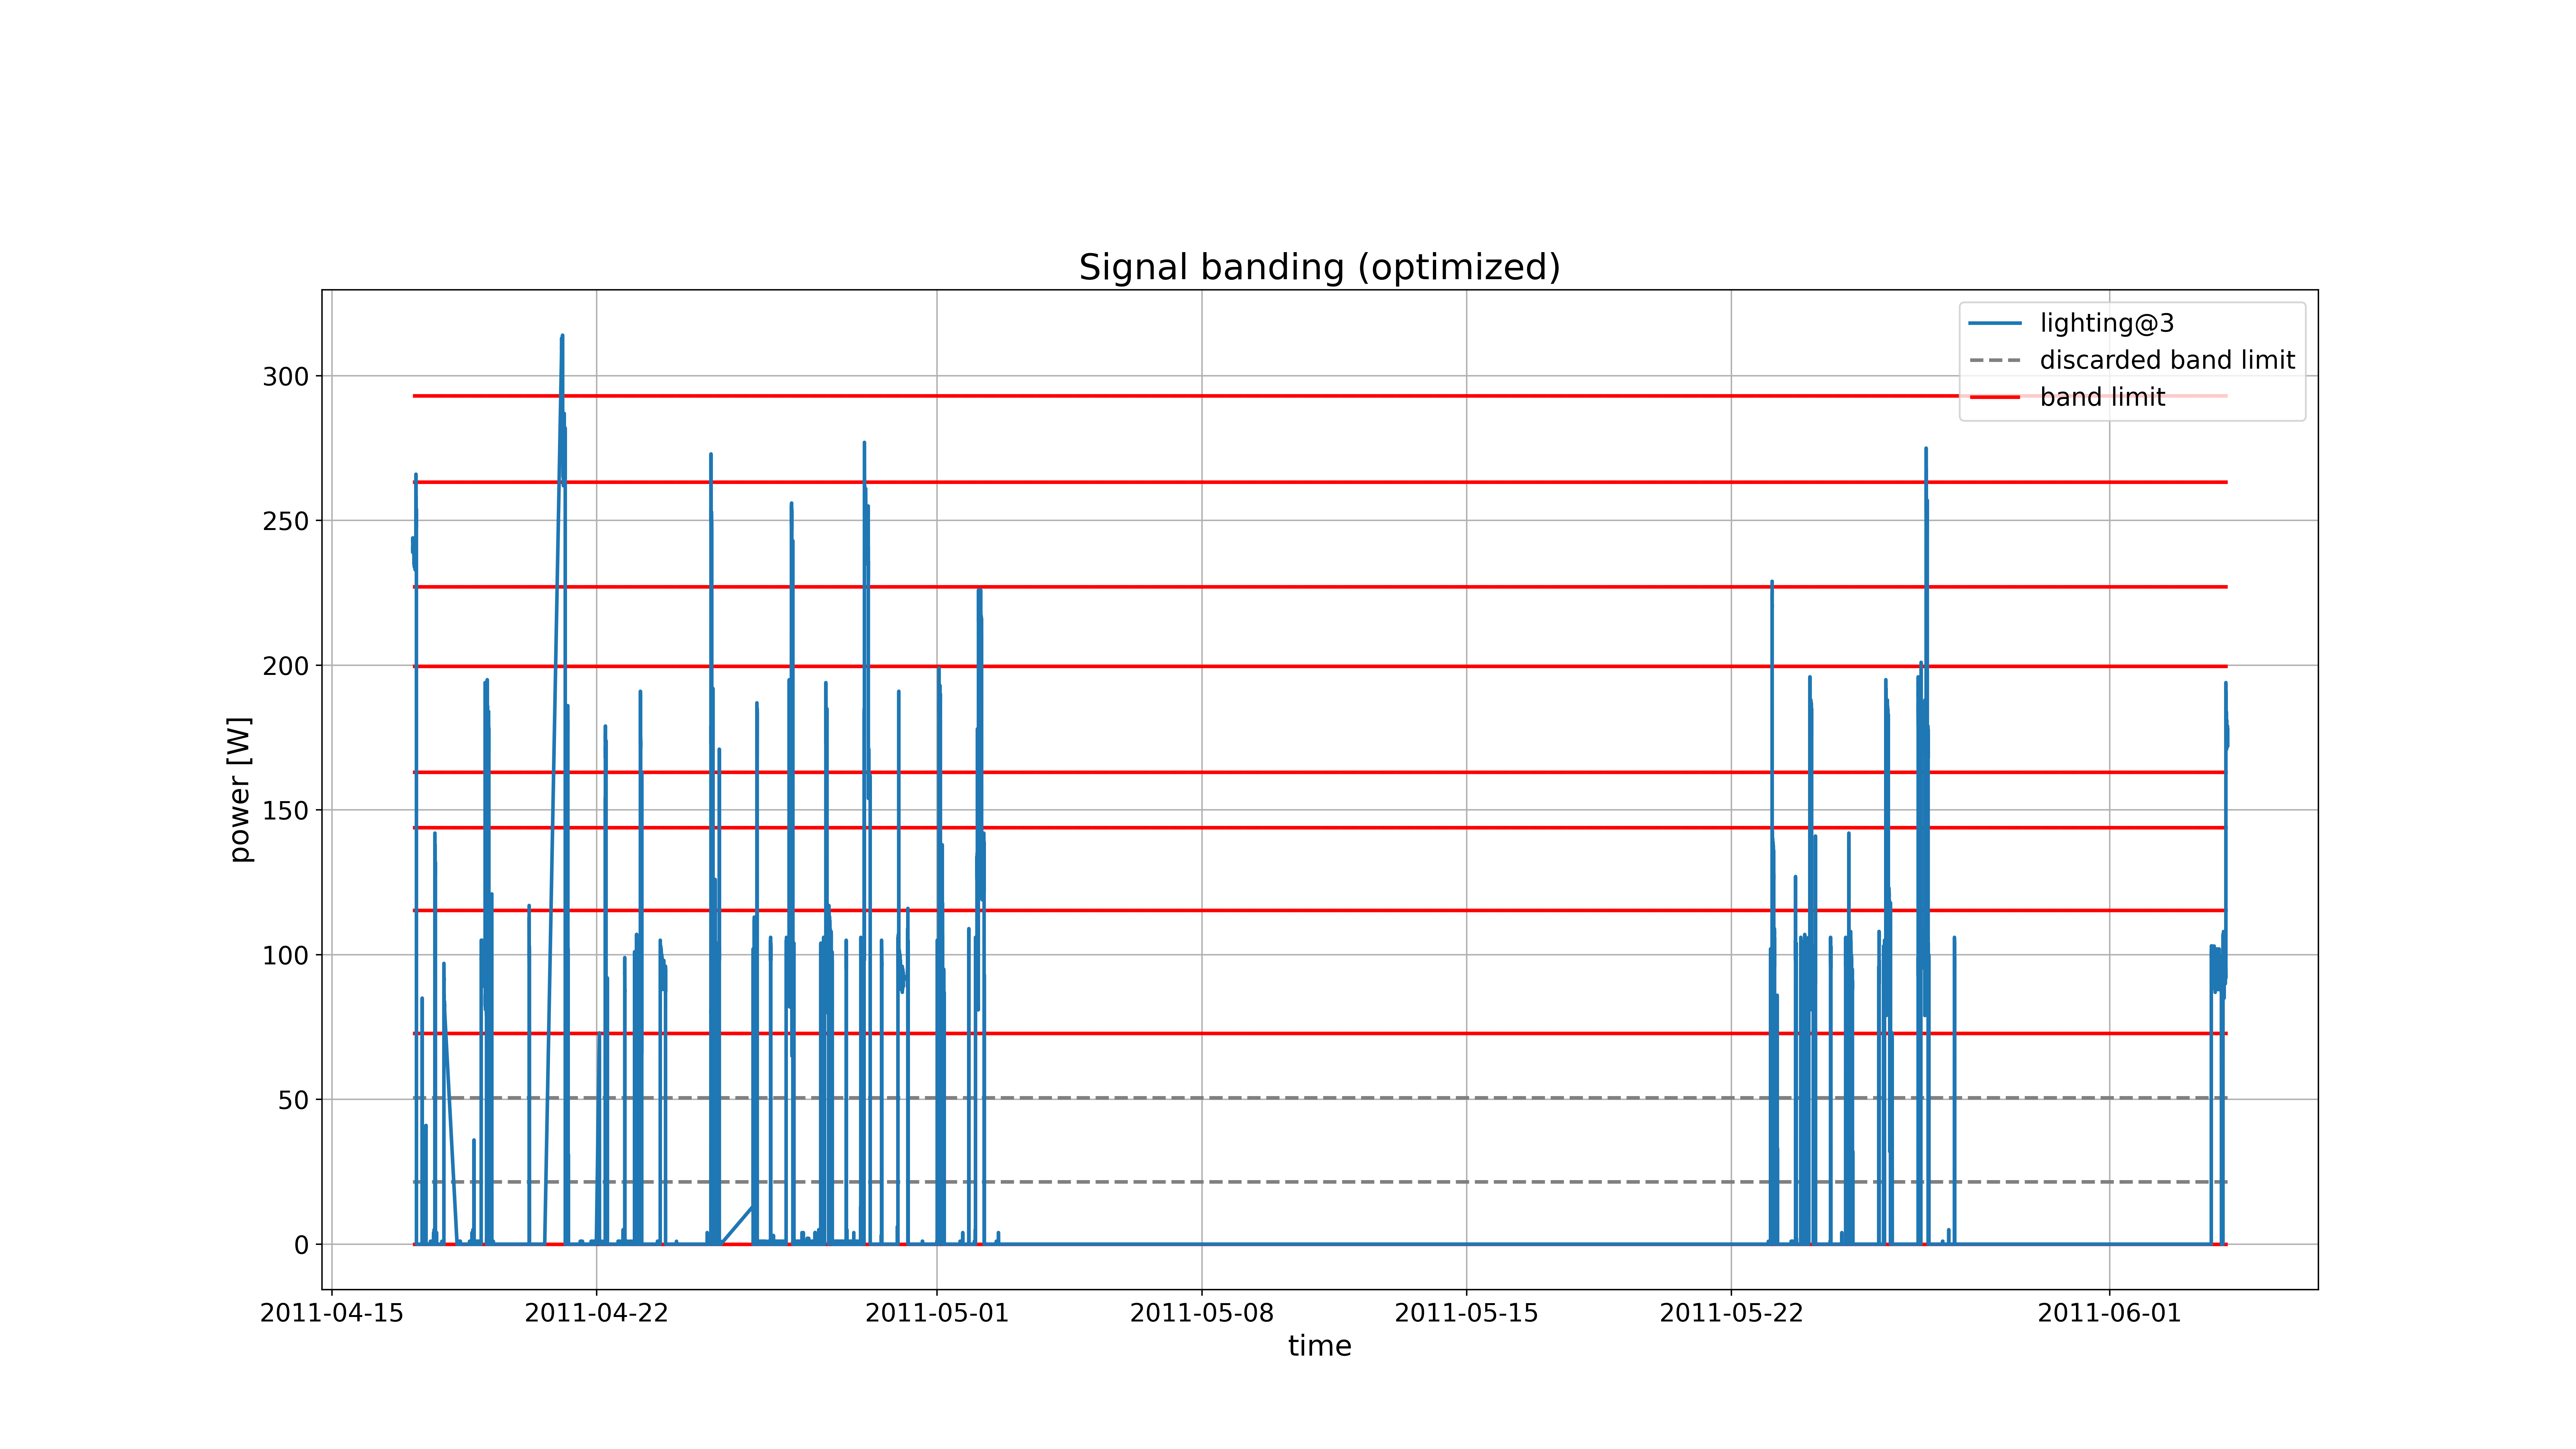 Signal banding (optimized)
lighting@3
discarded band limit
band limit
300
250
200
150
100
50
0
power [W]
2011-04-15
2011-04-22
2011-05-01
2011-05-08
2011-05-15
2011-05-22
2011-06-01
time